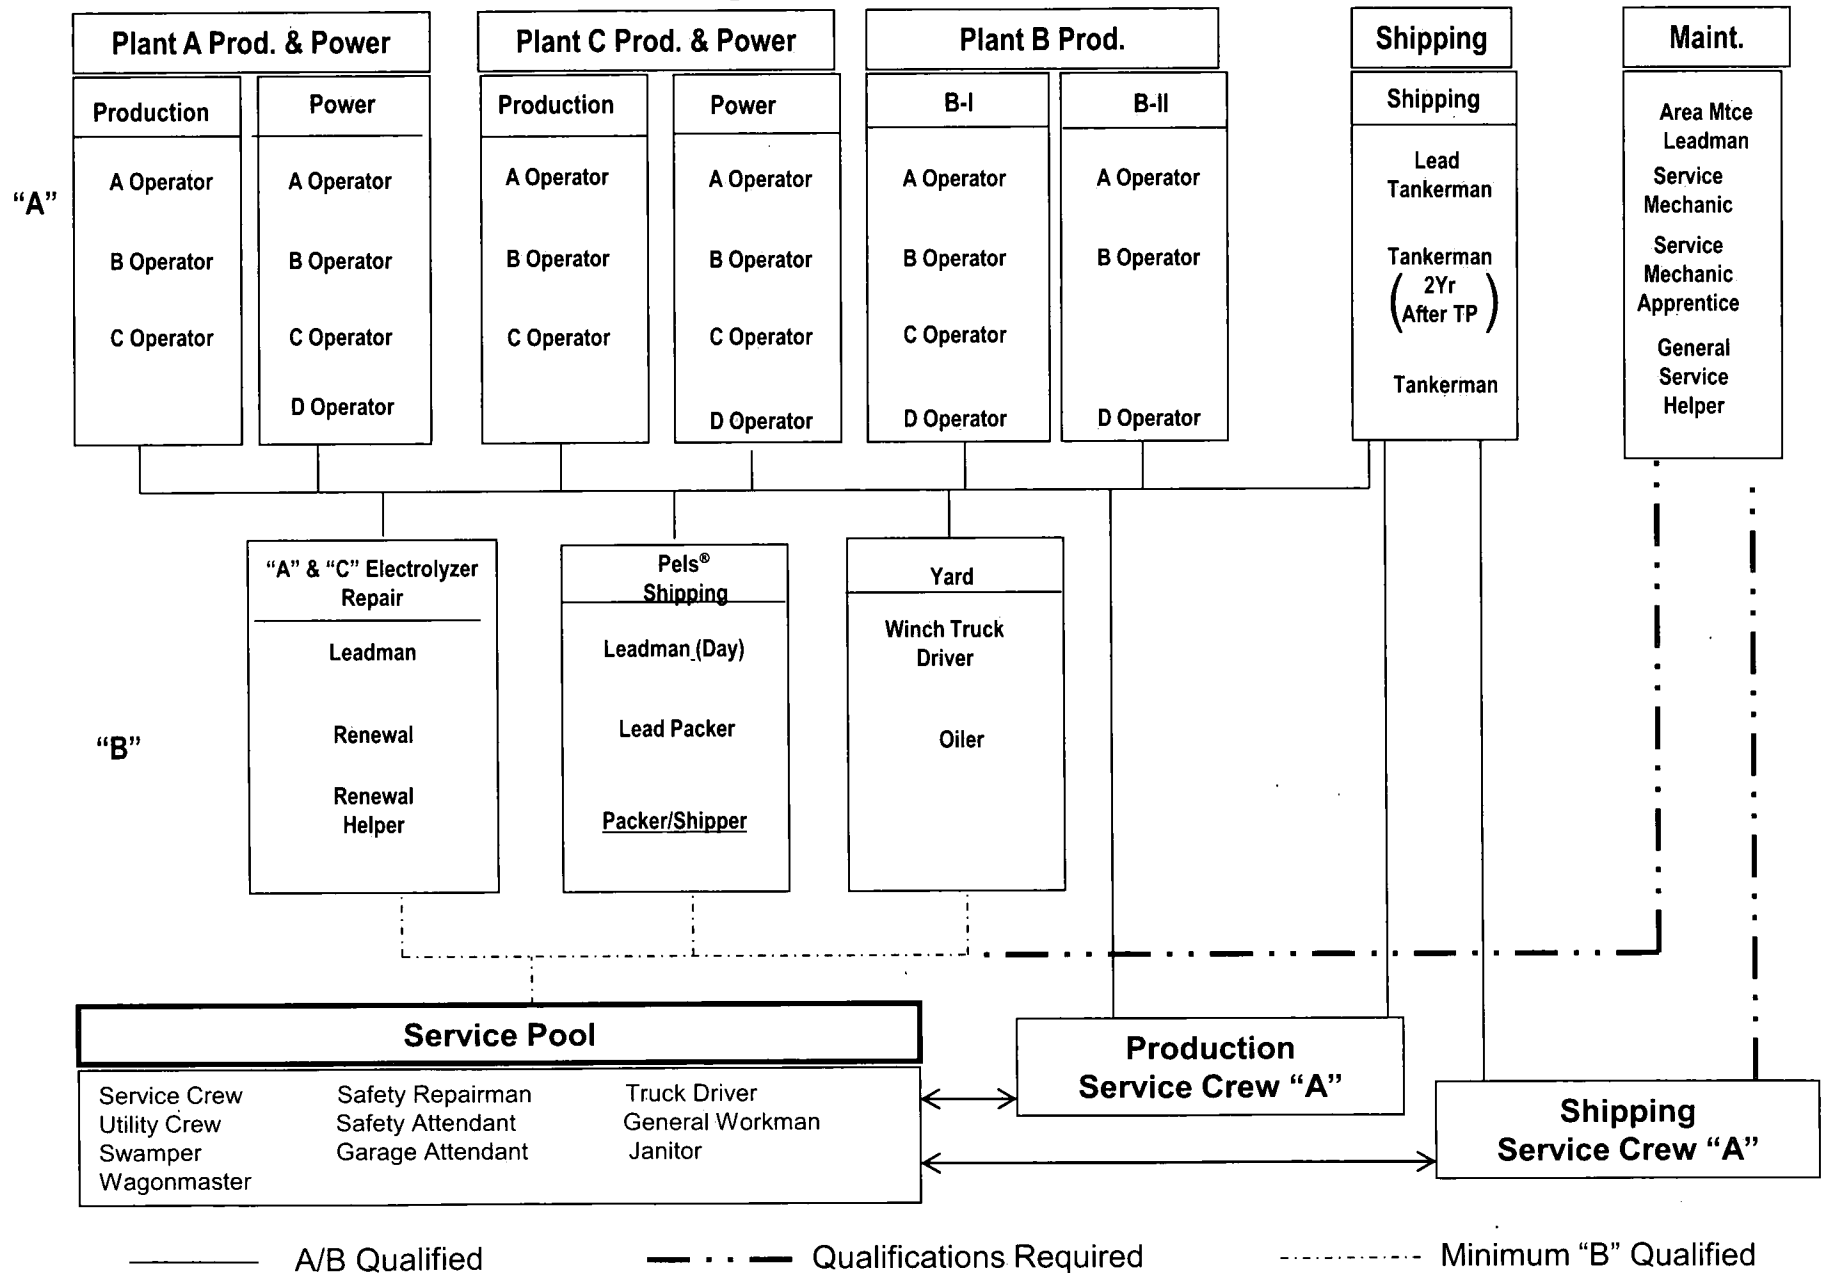 Plant A Prod. & Power
Production
A Operator
B Operator
C Operator
Power
A Operator
B Operator
C Operator
D Operator
Plant C Prod. & Power
Production
A Operator
B Operator
C Operator
Power
A Operator
B Operator
C Operator
D Operator
Plant B Prod.
B-I
A Operator
B Operator
C Operator
D Operator
B-II
A Operator
B Operator
D Operator
Shipping
Shipping
Lead
Tankerman
Tankerman
( 2Yr
After TP )
Tankerman
Maint.
Area Mtce
Leadman
Service
Mechanic
Service
Mechanic
Apprentice
General
Service
Helper
“A”
“B”
“A” & “C” Electrolyzer
Repair
Leadman
Renewal
Renewal
Helper
Pels®
Shipping
Leadman (Day)
Lead Packer
Packer/Shipper
Yard
Winch Truck
Driver
Oiler
Service Pool
Service Crew
Utility Crew
Swamper
Wagonmaster
Safety Repairman
Safety Attendant
Garage Attendant
Truck Driver
General Workman
Janitor
Production
Service Crew “A”
Shipping
Service Crew “A”
A/B Qualified
Qualifications Required
Minimum “B” Qualified